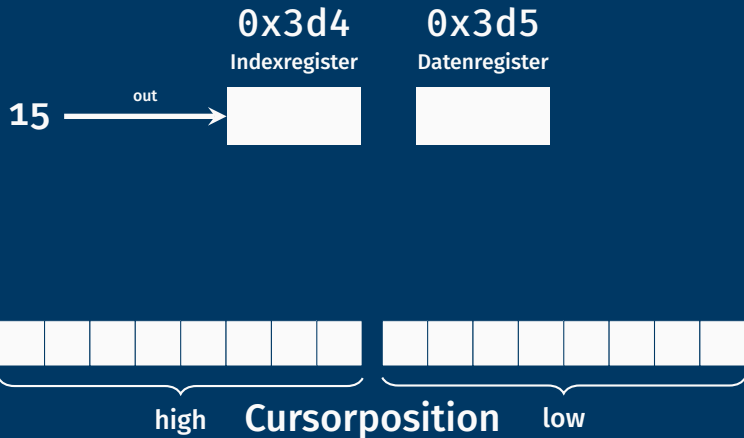 0x3d4 0x3d5
Indexregister Datenregister
out
15
high Cursorposition low